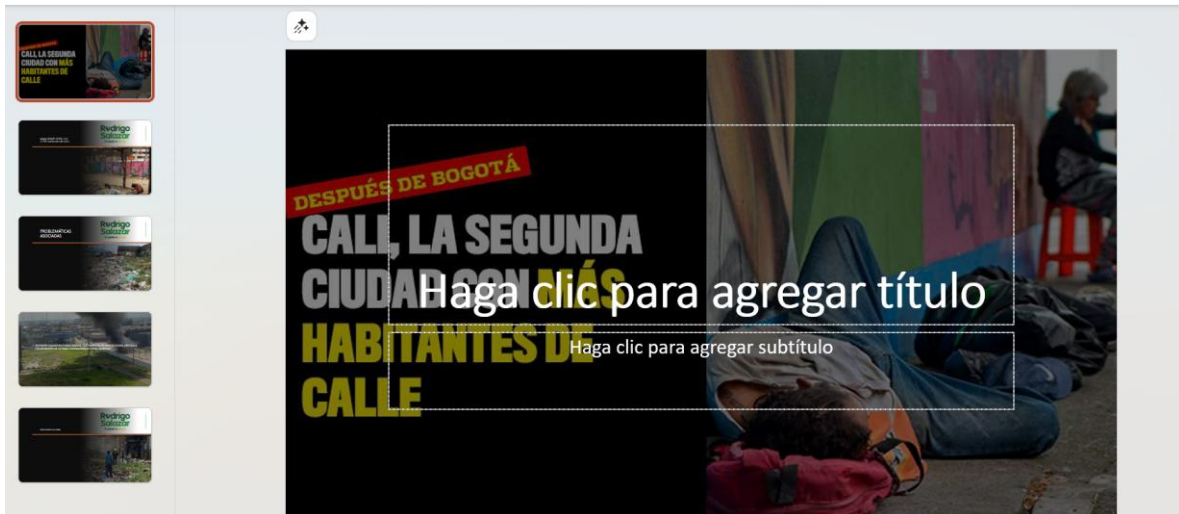 CALI, LA SEGUNDA
CIUDAD CON MÁS
HABITANTES DE
CALLE
Rodrigo
Salazar
PROBLEMÁTICAS
ASOCIADAS
Rodrigo
Salazar
Rodrigo
Salazar
DESPUÉS DE BOGOTÁ
CALI, LA SEGUNDA
CIUDAD CON MÁS
HABITANTES DE
CALLE
Haga clic para agregar título
Haga clic para agregar subtítulo